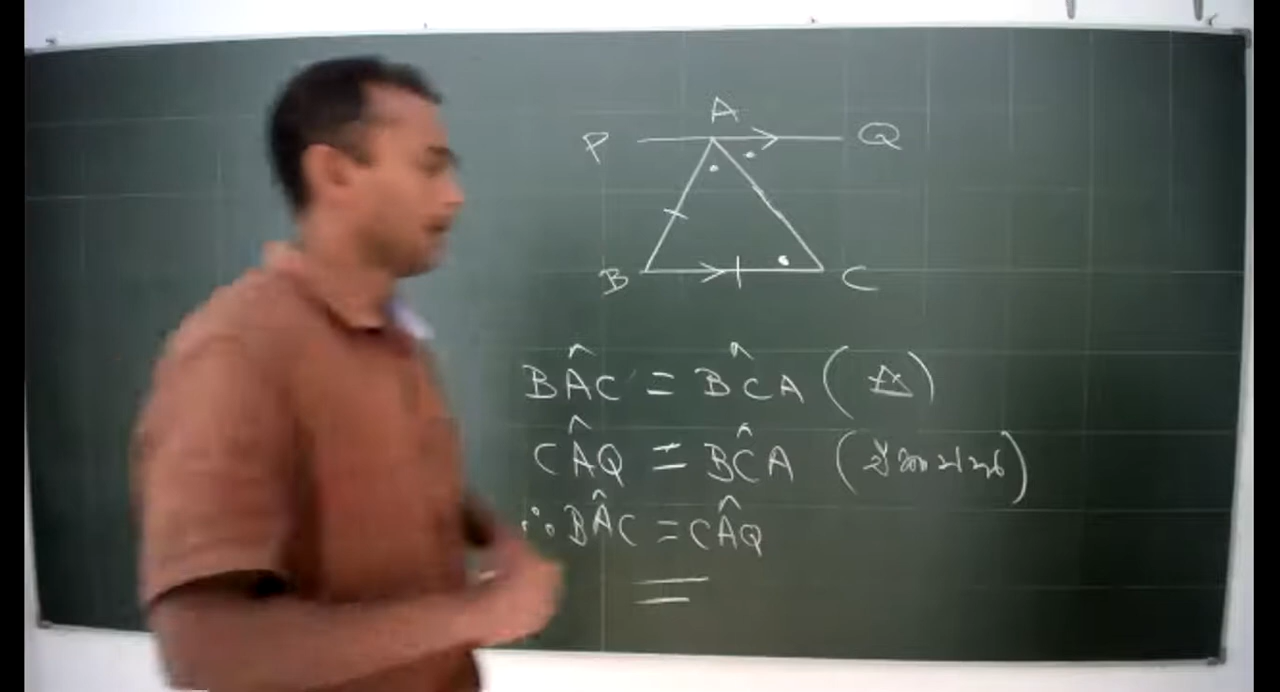 A
P Q
B C
BÂC = BĈA (△)
CÂQ = BĈA
∴ BÂC = CÂQ